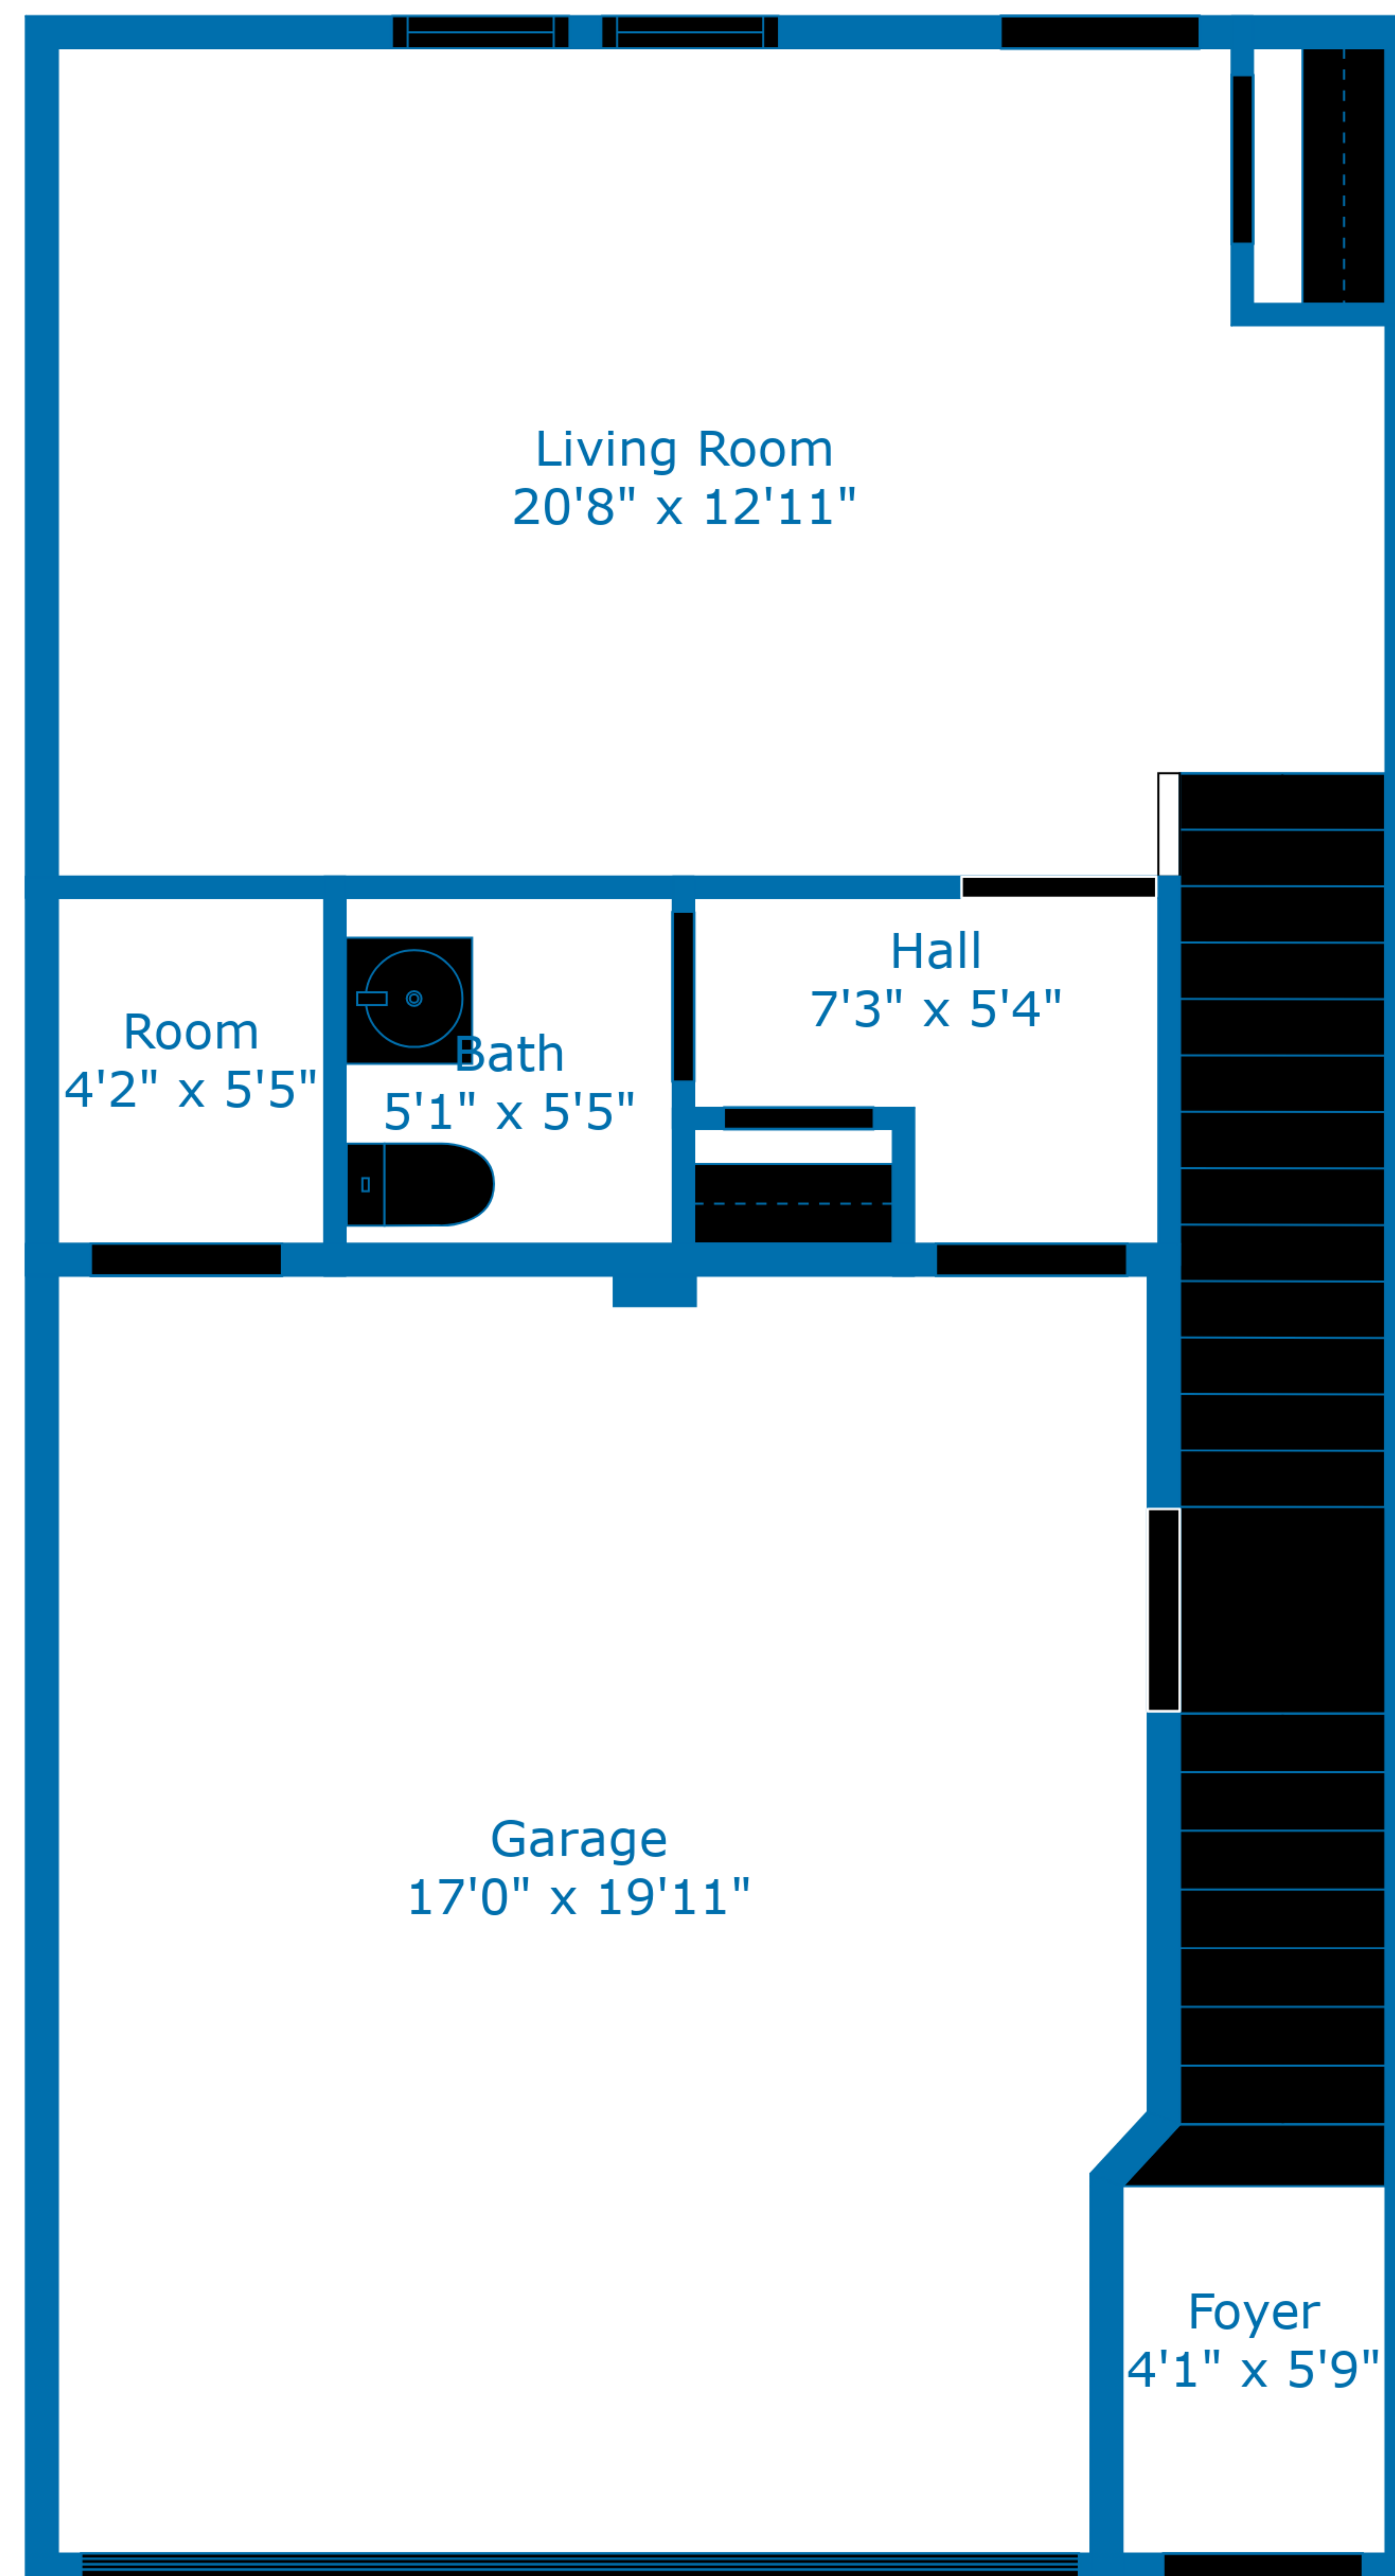 Living Room
20'8" x 12'11"
Hall
7'3" x 5'4"
Room
4'2" x 5'5"
Bath
5'1" x 5'5"
Garage
17'0" x 19'11"
Foyer
4'1" x 5'9"